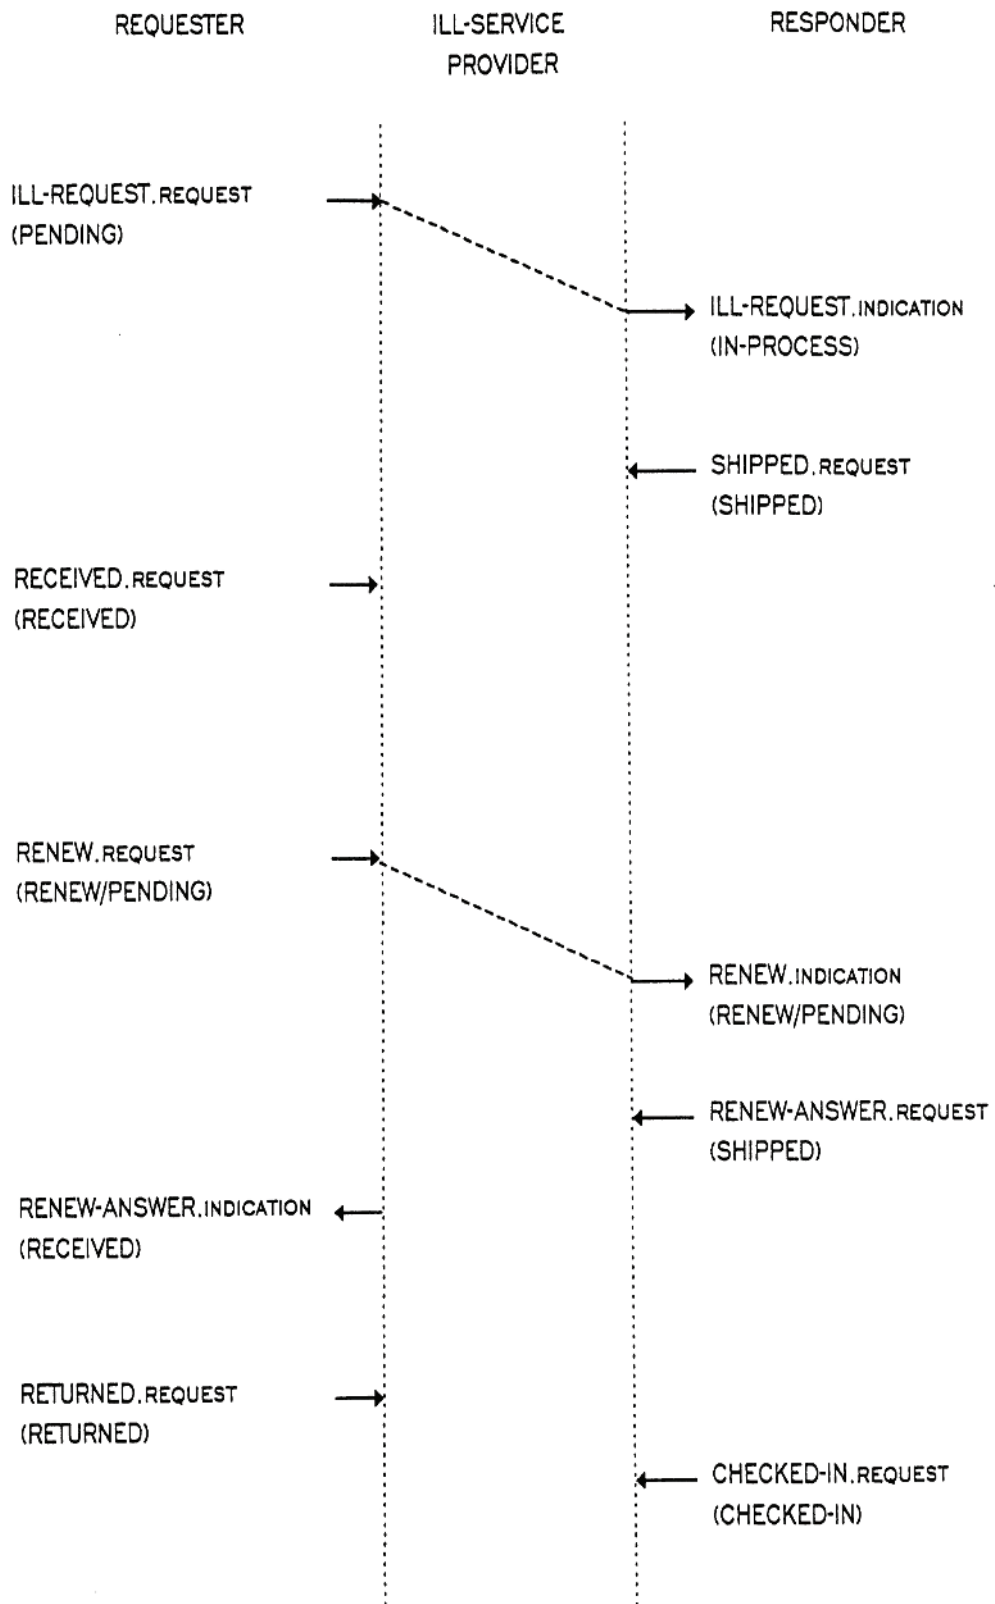 REQUESTER ILL-SERVICE RESPONDER
PROVIDER
ILL-REQUEST.REQUEST
(PENDING)
ILL-REQUEST.INDICATION
(IN-PROCESS)
SHIPPED.REQUEST
(SHIPPED)
RECEIVED.REQUEST
(RECEIVED)
RENEW.REQUEST
(RENEW/PENDING)
RENEW.INDICATION
(RENEW/PENDING)
RENEW-ANSWER.REQUEST
(SHIPPED)
RENEW-ANSWER.INDICATION
(RECEIVED)
RETURNED.REQUEST
(RETURNED)
CHECKED-IN.REQUEST
(CHECKED-IN)